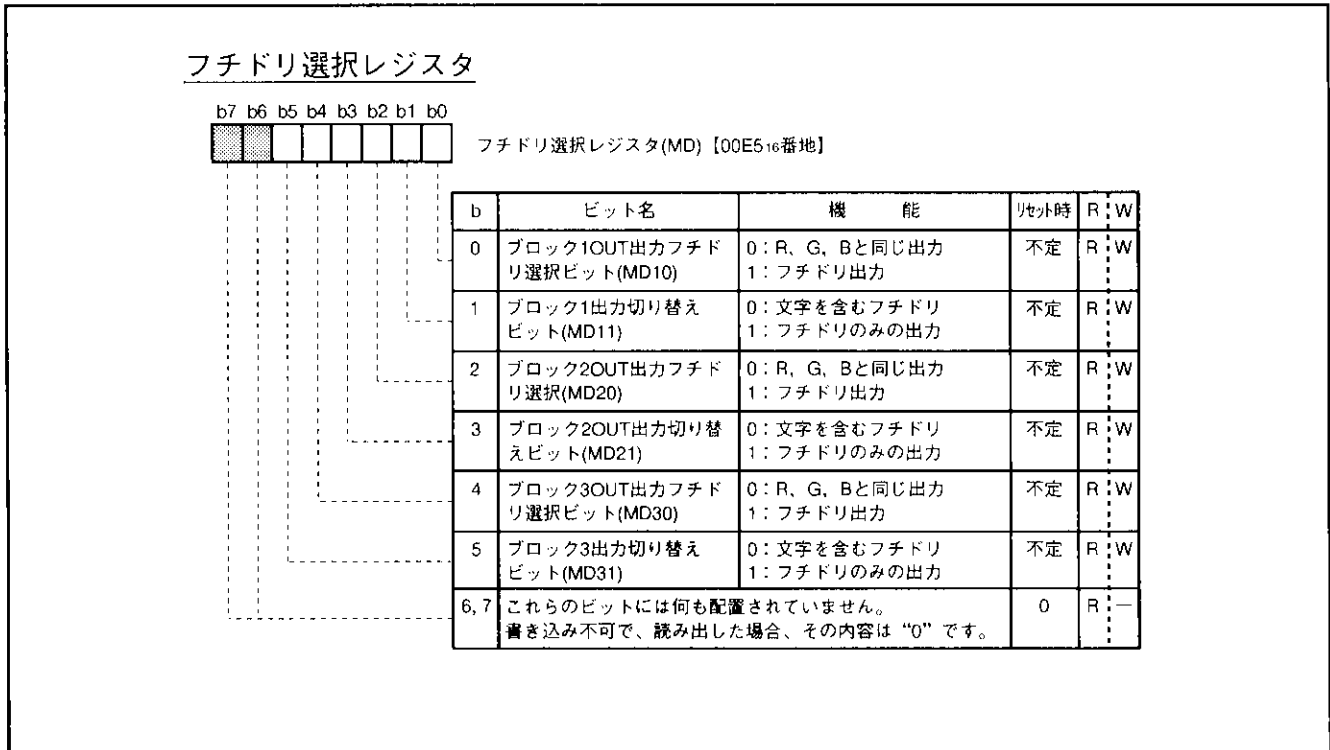 フチドリ選択レジスタ
b7 b6 b5 b4 b3 b2 b1 b0
フチドリ選択レジスタ(MD)【00E516番地】
b ビット名 機 能 リセット時 R W
0 ブロック1OUT出力フチド 0：R、G、Bと同じ出力 不定 R W
リ選択ビット(MD10) 1：フチドリ出力
1 ブロック1出力切り替え 0：文字を含むフチドリ 不定 R W
ビット(MD11) 1：フチドリのみの出力
2 ブロック2OUT出力フチド 0：R、G、Bと同じ出力 不定 R W
リ選択(MD20) 1：フチドリ出力
3 ブロック2OUT出力切り替 0：文字を含むフチドリ 不定 R W
えビット(MD21) 1：フチドリのみの出力
4 ブロック3OUT出力フチド 0：R、G、Bと同じ出力 不定 R W
リ選択ビット(MD30) 1：フチドリ出力
5 ブロック3出力切り替え 0：文字を含むフチドリ 不定 R W
ビット(MD31) 1：フチドリのみの出力
6, 7 これらのビットには何も配置されていません。 0 R —
書き込み不可で、読み出した場合、その内容は“0”です。